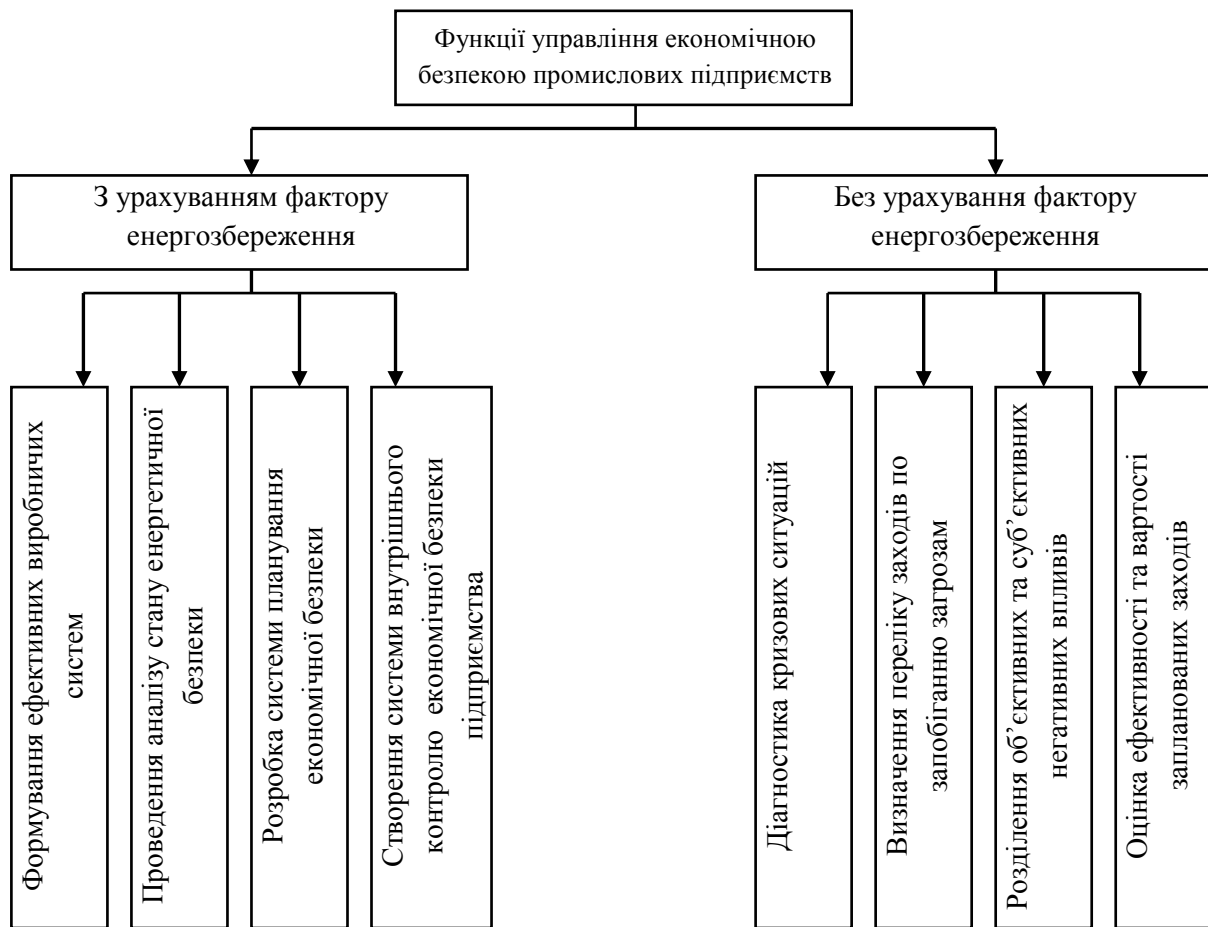 Функції управління економічною
безпекою промислових підприємств
З урахуванням фактору
енергозбереження
Без урахування фактору
енергозбереження
Формування ефективних виробничих
систем
Проведення аналізу стану енергетичної
безпеки
Розробка системи планування
економічної безпеки
Створення системи внутрішнього
контролю економічної безпеки
підприємства
Діагностика кризових ситуацій
Визначення переліку заходів по
запобіганню загрозам
Розділення об’єктивних та суб’єктивних
негативних впливів
Оцінка ефективності та вартості
запланованих заходів